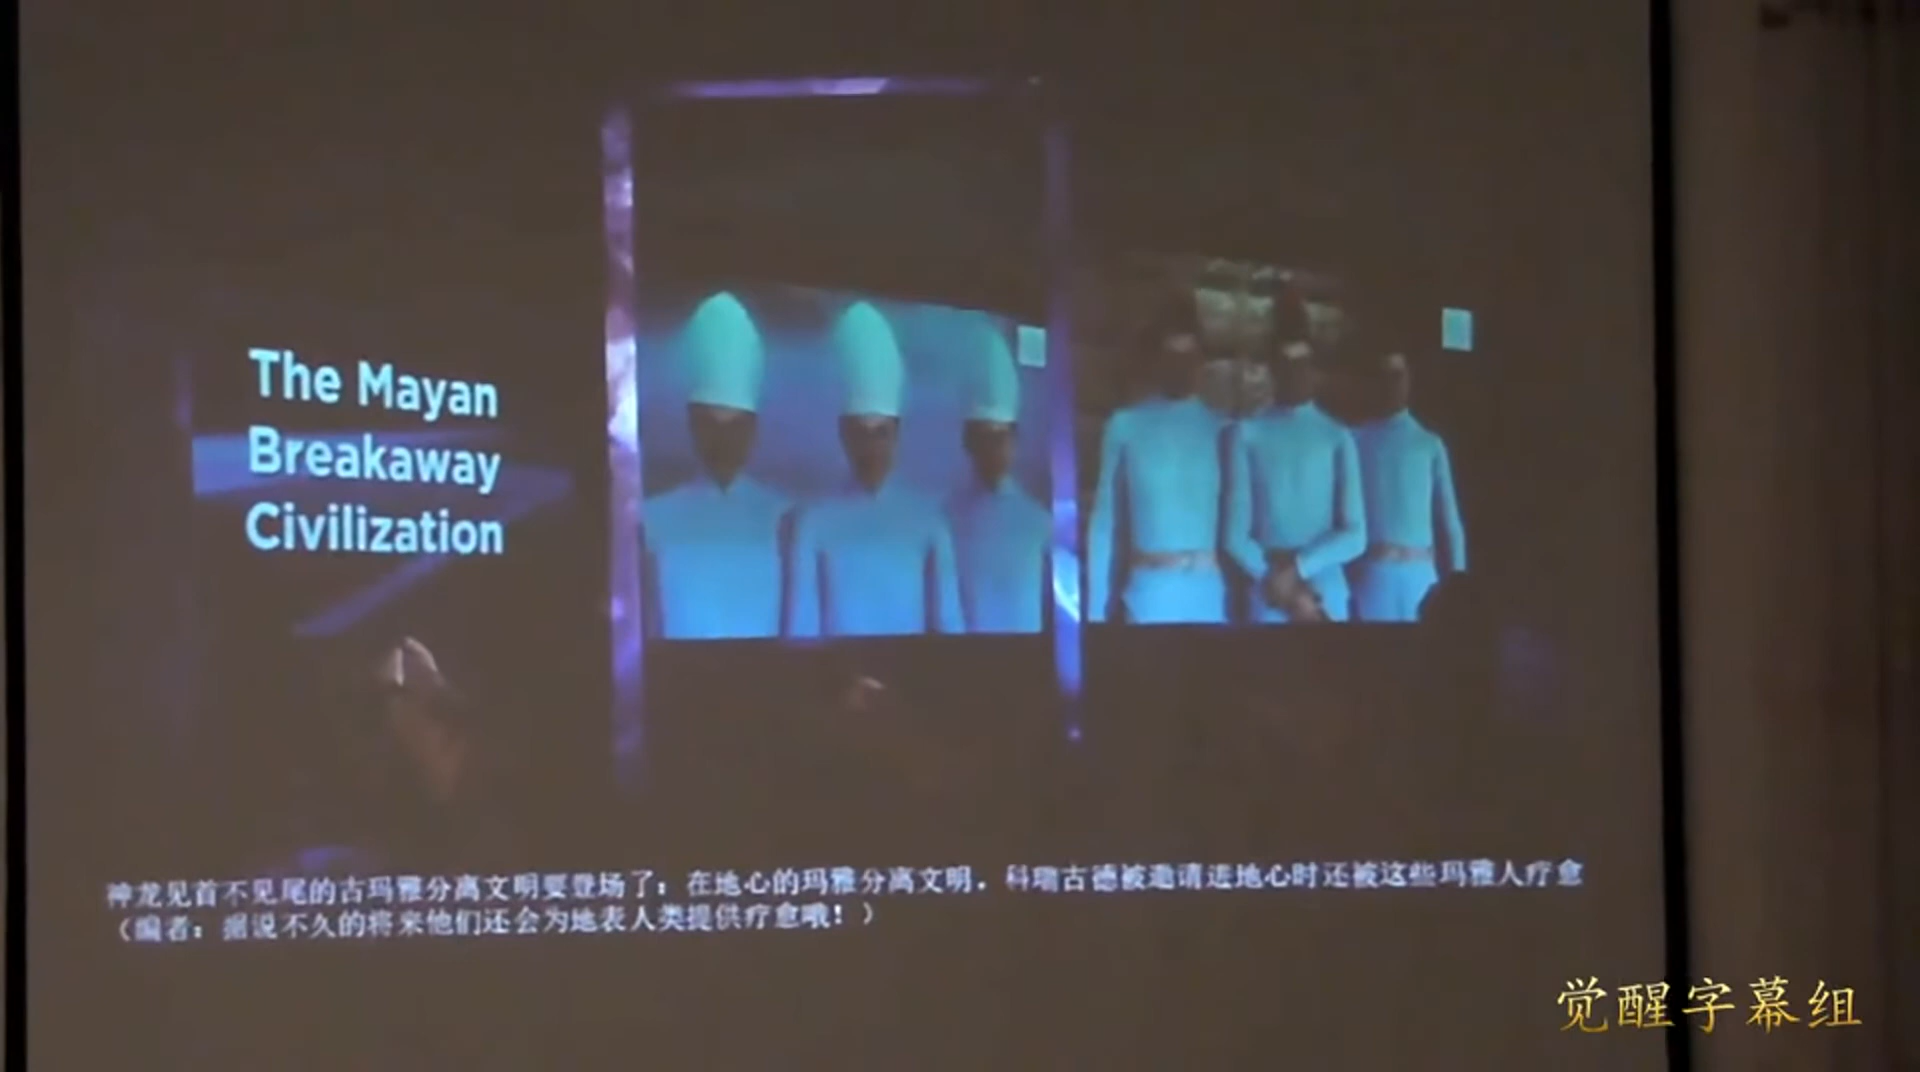 The Mayan
Breakaway
Civilization
神龙见首不见尾的古玛雅分离文明要登场了：在地心的玛雅分离文明，科瑞古德被邀请进地心时还被这些玛雅人疗愈
（编者：据说不久的将来他们还会为地表人类提供疗愈哦！）
觉醒字幕组